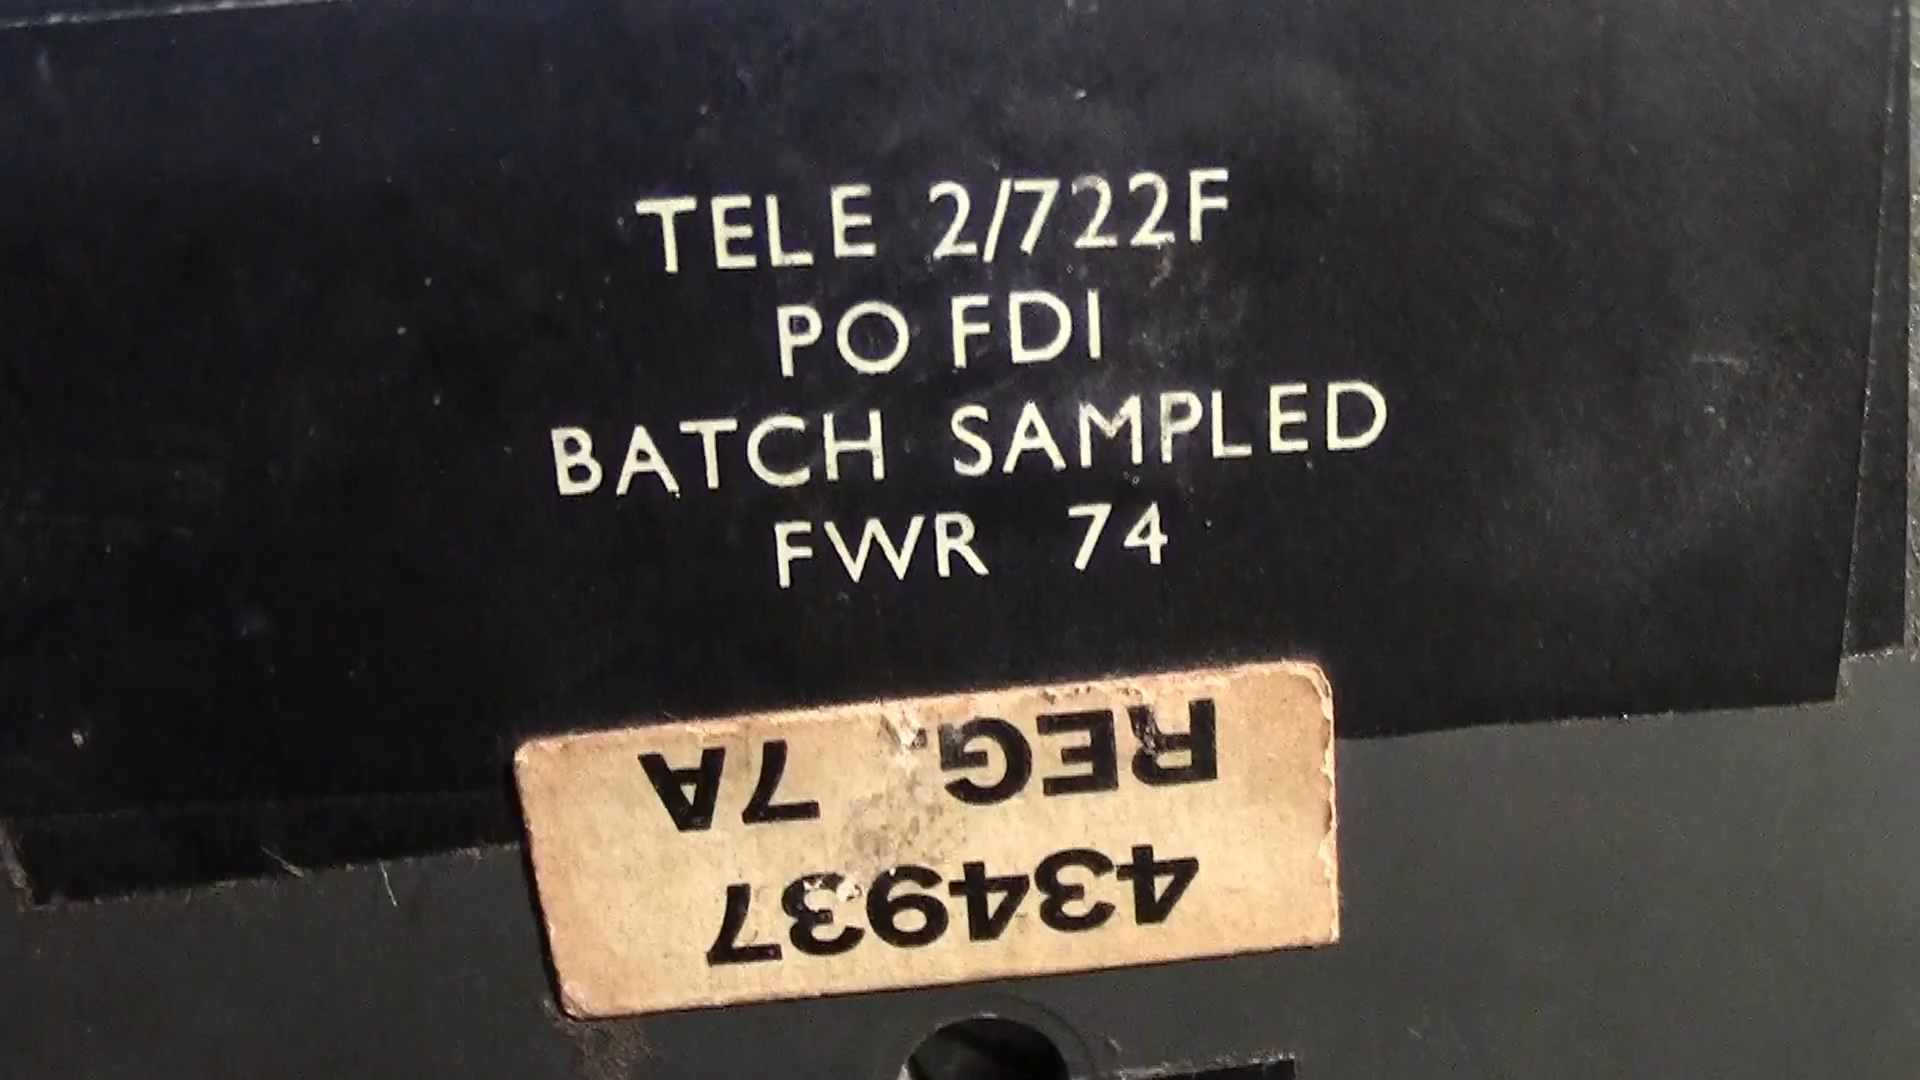 TELE 2/722F
PO FDI
BATCH SAMPLED
FWR 74
434937
REG. 7A